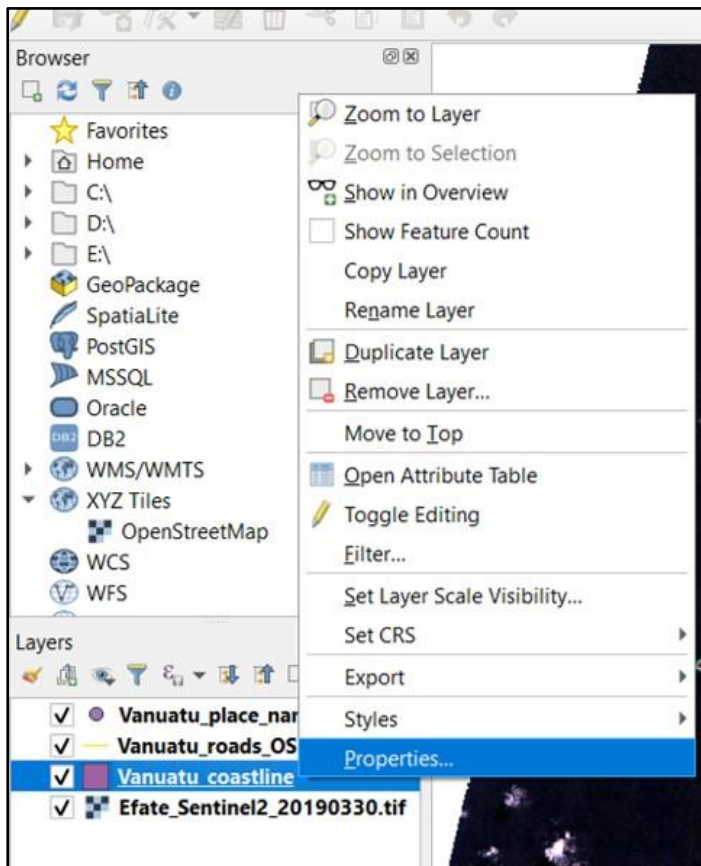 Browser
Favorites
Home
C:\
D:\
E:\
GeoPackage
SpatiaLite
PostGIS
MSSQL
Oracle
DB2
DB2
WMS/WMTS
XYZ Tiles
OpenStreetMap
WCS
WFS
Zoom to Layer
Zoom to Selection
Show in Overview
Show Feature Count
Copy Layer
Rename Layer
Duplicate Layer
Remove Layer...
Move to Top
Open Attribute Table
Toggle Editing
Filter...
Set Layer Scale Visibility...
Set CRS
Export
Styles
Properties...
Layers
Vanuatu_place_nar
Vanuatu_roads_OS
Vanuatu_coastline
Efate_Sentinel2_20190330.tif